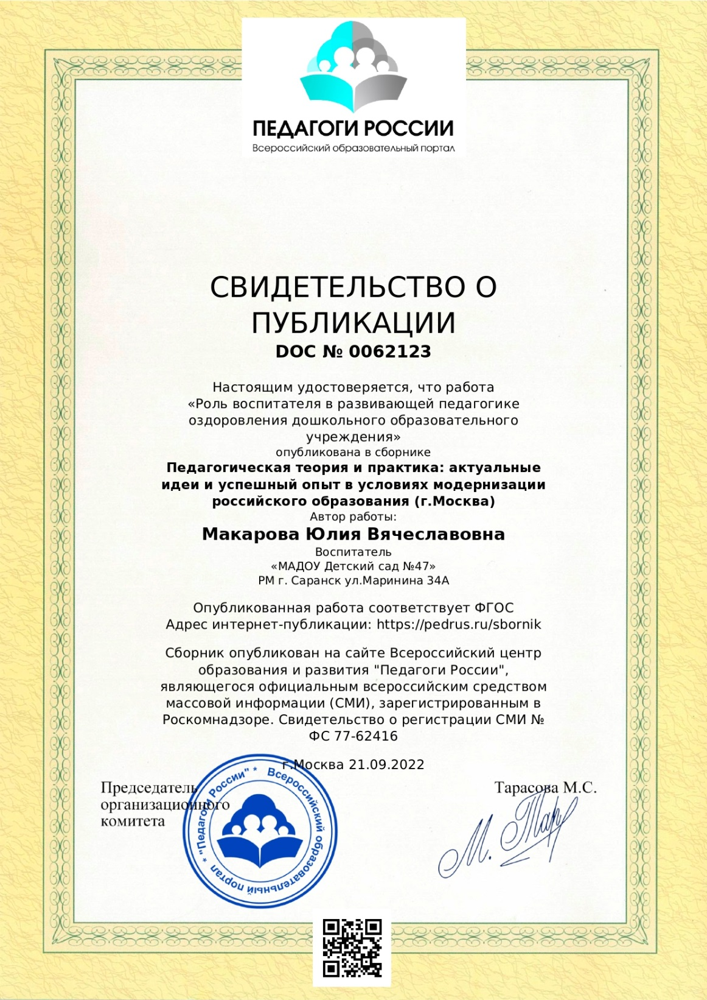 ПЕДАГОГИ РОССИИ
Всероссийский образовательный портал
СВИДЕТЕЛЬСТВО О
ПУБЛИКАЦИИ
DOC № 0062123
Настоящим удостоверяется, что работа
«Роль воспитателя в развивающей педагогике
оздоровления дошкольного образовательного
учреждения»
опубликована в сборнике
Педагогическая теория и практика: актуальные
идеи и успешный опыт в условиях модернизации
российского образования (г.Москва)
Автор работы:
Макарова Юлия Вячеславовна
Воспитатель
«МАДОУ Детский сад №47»
РМ г. Саранск ул.Маринина 34А
Опубликованная работа соответствует ФГОС
Адрес интернет-публикации: https://pedrus.ru/sbornik
Сборник опубликован на сайте Всероссийский центр
образования и развития "Педагоги России",
являющегося официальным всероссийским средством
массовой информации (СМИ), зарегистрированным в
Роскомнадзоре. Свидетельство о регистрации СМИ №
ФС 77-62416
г.Москва 21.09.2022
Председатель
организационного
комитета
Тарасова М.С.
* "Педагоги России" * Всероссийский образовательный портал
М. Тар